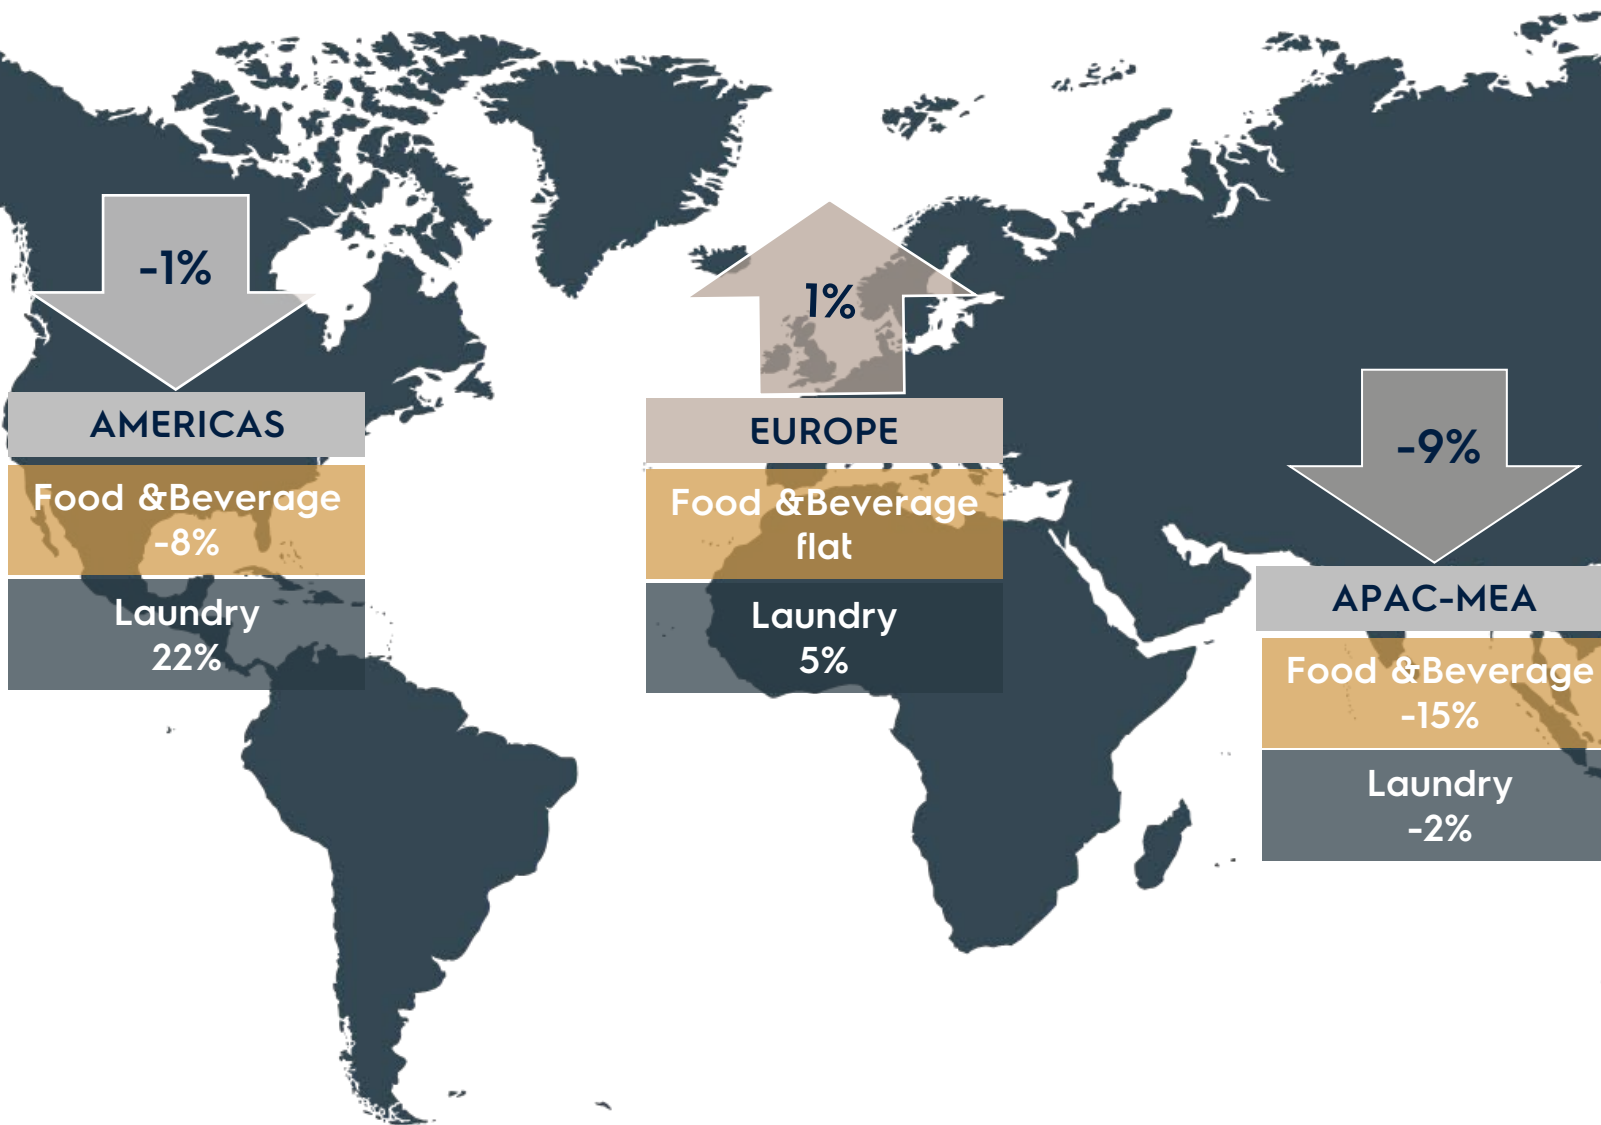 -1%
AMERICAS
Food &Beverage
-8%
Laundry
22%
1%
EUROPE
Food &Beverage
flat
Laundry
5%
-9%
APAC-MEA
Food &Beverage
-15%
Laundry
-2%